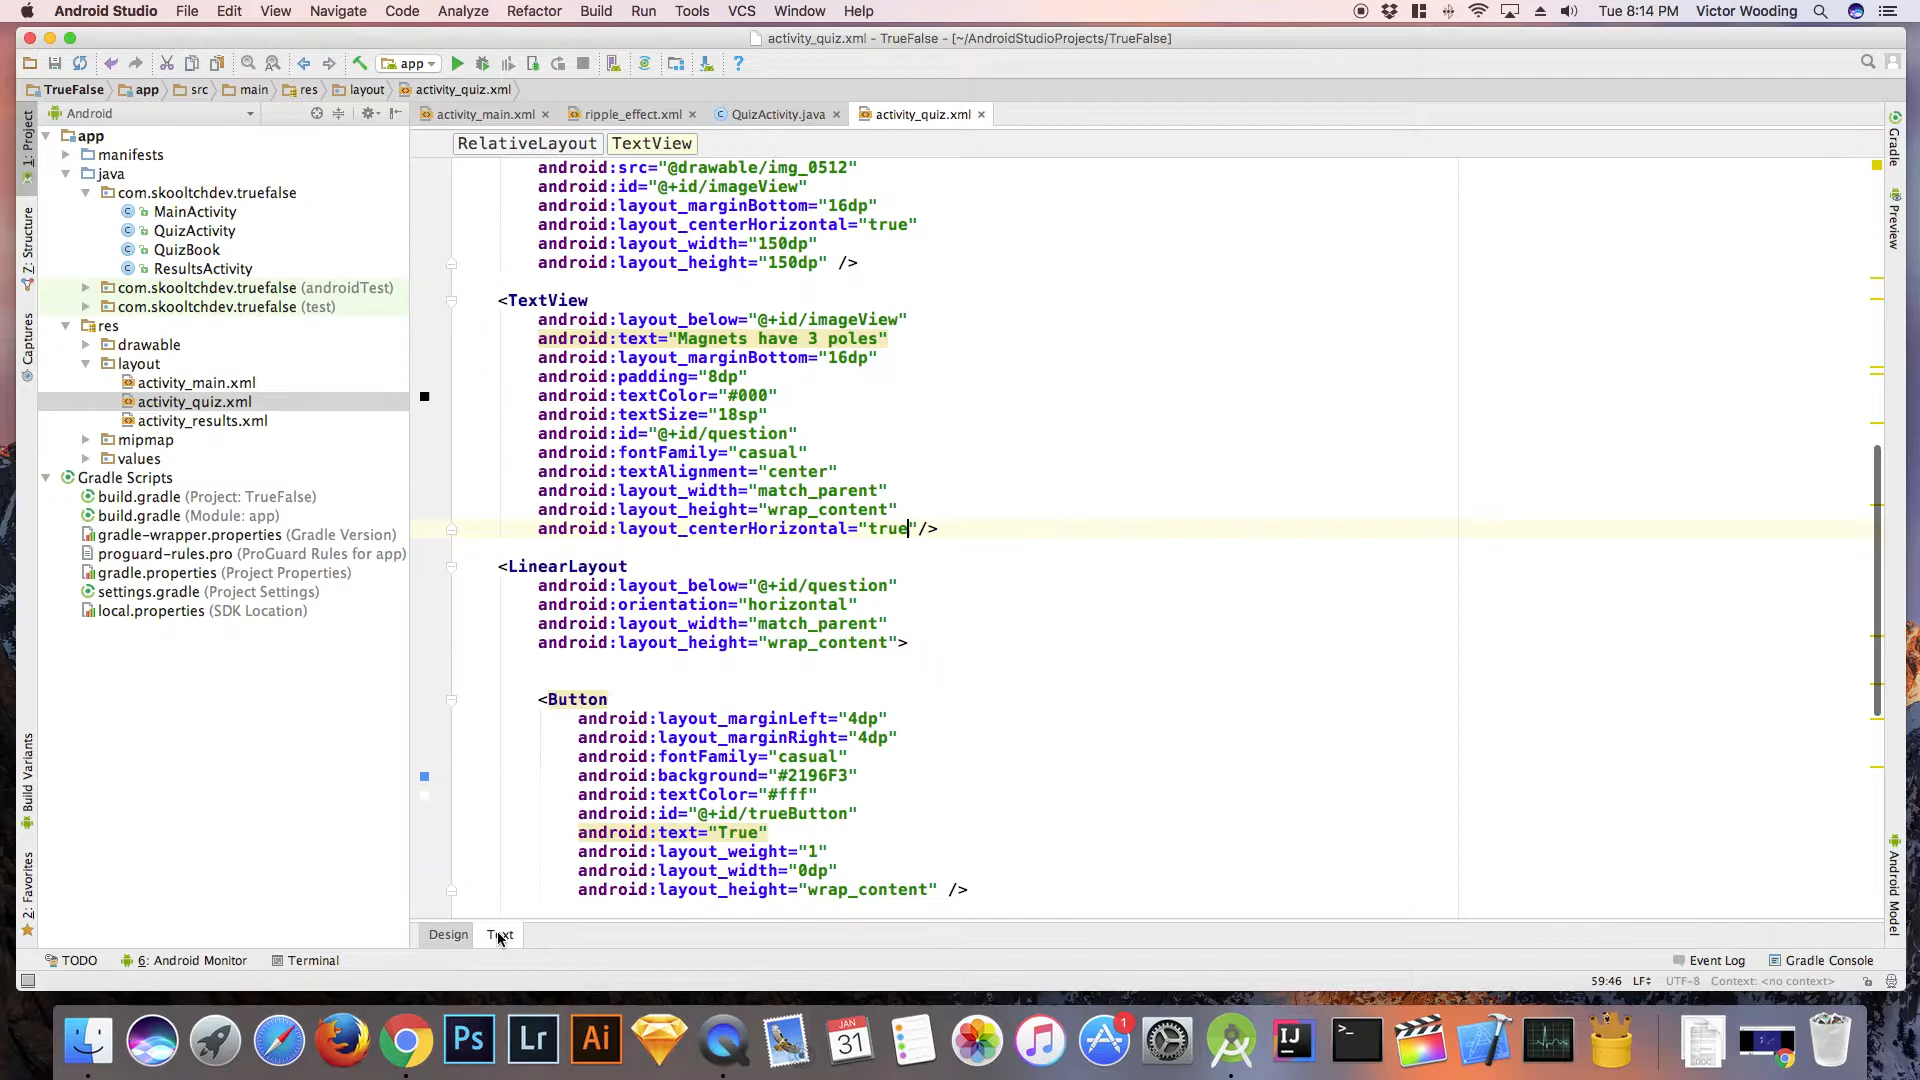 Android Studio File Edit View Navigate Code Analyze Refactor Build Run Tools VCS Window Help Tue 8:14 PM Victor Wooding
activity_quiz.xml - TrueFalse - [~/AndroidStudioProjects/TrueFalse]
app
TrueFalse app src main res layout activity_quiz.xml
Android activity_main.xml ripple_effect.xml QuizActivity.java activity_quiz.xml
RelativeLayout TextView
1: Project
Z: Structure
Captures
Build Variants
2: Favorites
app
manifests
java
com.skooltchdev.truefalse
MainActivity
QuizActivity
QuizBook
ResultsActivity
com.skooltchdev.truefalse (androidTest)
com.skooltchdev.truefalse (test)
res
drawable
layout
activity_main.xml
activity_quiz.xml
activity_results.xml
mipmap
values
Gradle Scripts
build.gradle (Project: TrueFalse)
build.gradle (Module: app)
gradle-wrapper.properties (Gradle Version)
proguard-rules.pro (ProGuard Rules for app)
gradle.properties (Project Properties)
settings.gradle (Project Settings)
local.properties (SDK Location)
android:src="@drawable/img_0512"
android:id="@+id/imageView"
android:layout_marginBottom="16dp"
android:layout_centerHorizontal="true"
android:layout_width="150dp"
android:layout_height="150dp" />
<TextView
android:layout_below="@+id/imageView"
android:text="Magnets have 3 poles"
android:layout_marginBottom="16dp"
android:padding="8dp"
android:textColor="#000"
android:textSize="18sp"
android:id="@+id/question"
android:fontFamily="casual"
android:textAlignment="center"
android:layout_width="match_parent"
android:layout_height="wrap_content"
android:layout_centerHorizontal="true"/>
<LinearLayout
android:layout_below="@+id/question"
android:orientation="horizontal"
android:layout_width="match_parent"
android:layout_height="wrap_content">
<Button
android:layout_marginLeft="4dp"
android:layout_marginRight="4dp"
android:fontFamily="casual"
android:background="#2196F3"
android:textColor="#fff"
android:id="@+id/trueButton"
android:text="True"
android:layout_weight="1"
android:layout_width="0dp"
android:layout_height="wrap_content" />
Gradle
Preview
Android Model
Design Text
TODO 6: Android Monitor Terminal Event Log Gradle Console
59:46 LF÷ UTF-8 Context: <no context>
Ps Lr Ai JAN 31 1 IJ >_ DOC